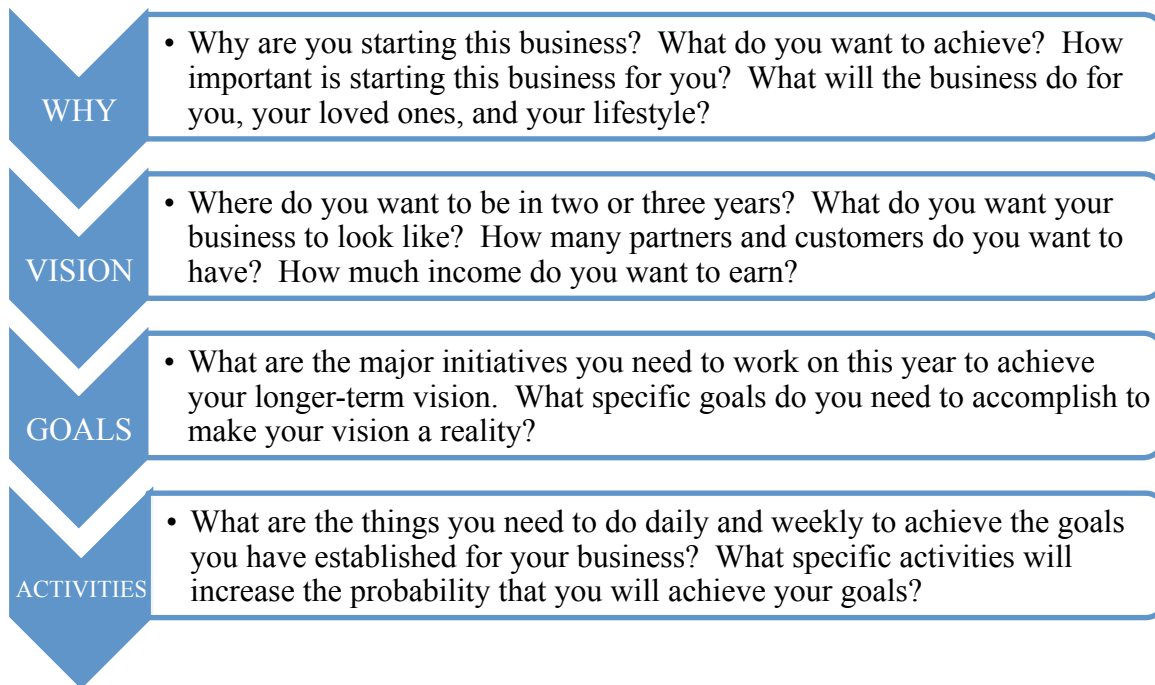 WHY
• Why are you starting this business?  What do you want to achieve?  How
important is starting this business for you?  What will the business do for
you, your loved ones, and your lifestyle?
VISION
• Where do you want to be in two or three years?  What do you want your
business to look like?  How many partners and customers do you want to
have?  How much income do you want to earn?
GOALS
• What are the major initiatives you need to work on this year to achieve
your longer-term vision.  What specific goals do you need to accomplish to
make your vision a reality?
ACTIVITIES
• What are the things you need to do daily and weekly to achieve the goals
you have established for your business?  What specific activities will
increase the probability that you will achieve your goals?